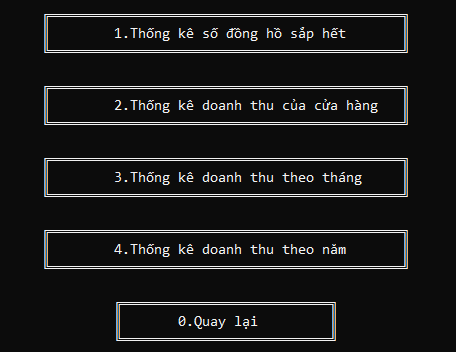 1.Thống kê số đồng hồ sắp hết
2.Thống kê doanh thu của cửa hàng
3.Thống kê doanh thu theo tháng
4.Thống kê doanh thu theo năm
0.Quay lại